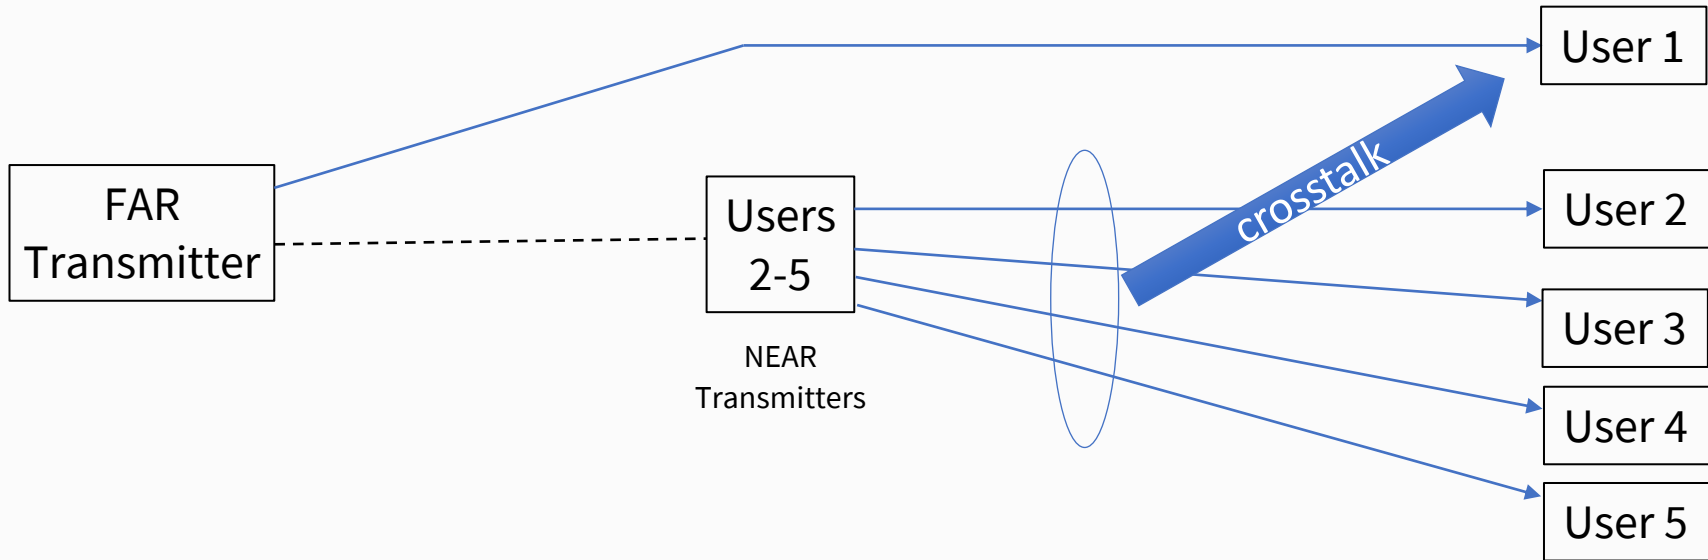 User 1
FAR
Transmitter
Users
2-5
NEAR
Transmitters
crosstalk
User 2
User 3
User 4
User 5